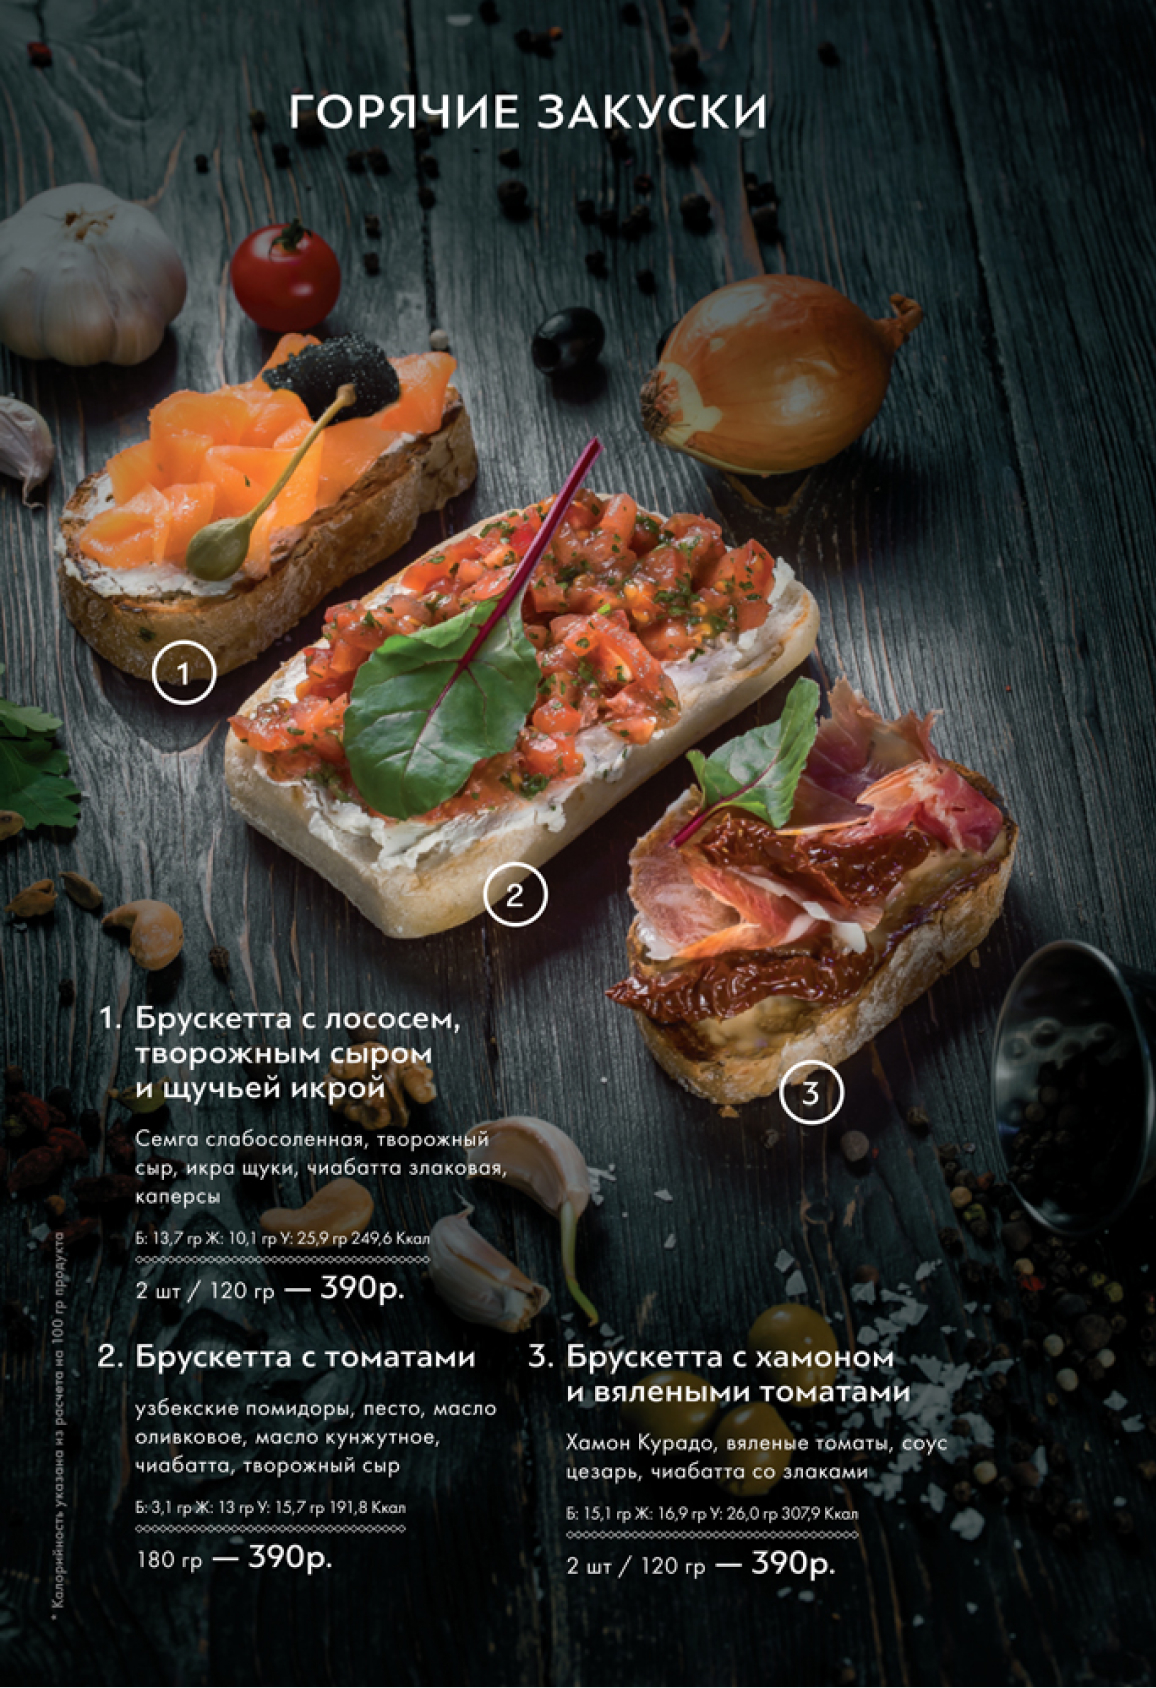 ГОРЯЧИЕ ЗАКУСКИ
1
2
3
1. Брускетта с лососем,
творожным сыром
и щучьей икрой
Семга слабосоленная, творожный
сыр, икра щуки, чиабатта злаковая,
каперсы
Б: 13,7 гр Ж: 10,1 гр У: 25,9 гр 249,6 Ккал
2 шт / 120 гр — 390р.
2. Брускетта с томатами
узбекские помидоры, песто, масло
оливковое, масло кунжутное,
чиабатта, творожный сыр
Б: 3,1 гр Ж: 13 гр У: 15,7 гр 191,8 Ккал
180 гр — 390р.
3. Брускетта с хамоном
и вялеными томатами
Хамон Курадо, вяленые томаты, соус
цезарь, чиабатта со злаками
Б: 15,1 гр Ж: 16,9 гр У: 26,0 гр 307,9 Ккал
2 шт / 120 гр — 390р.
* Калорийность указана из расчета на 100 гр продукта